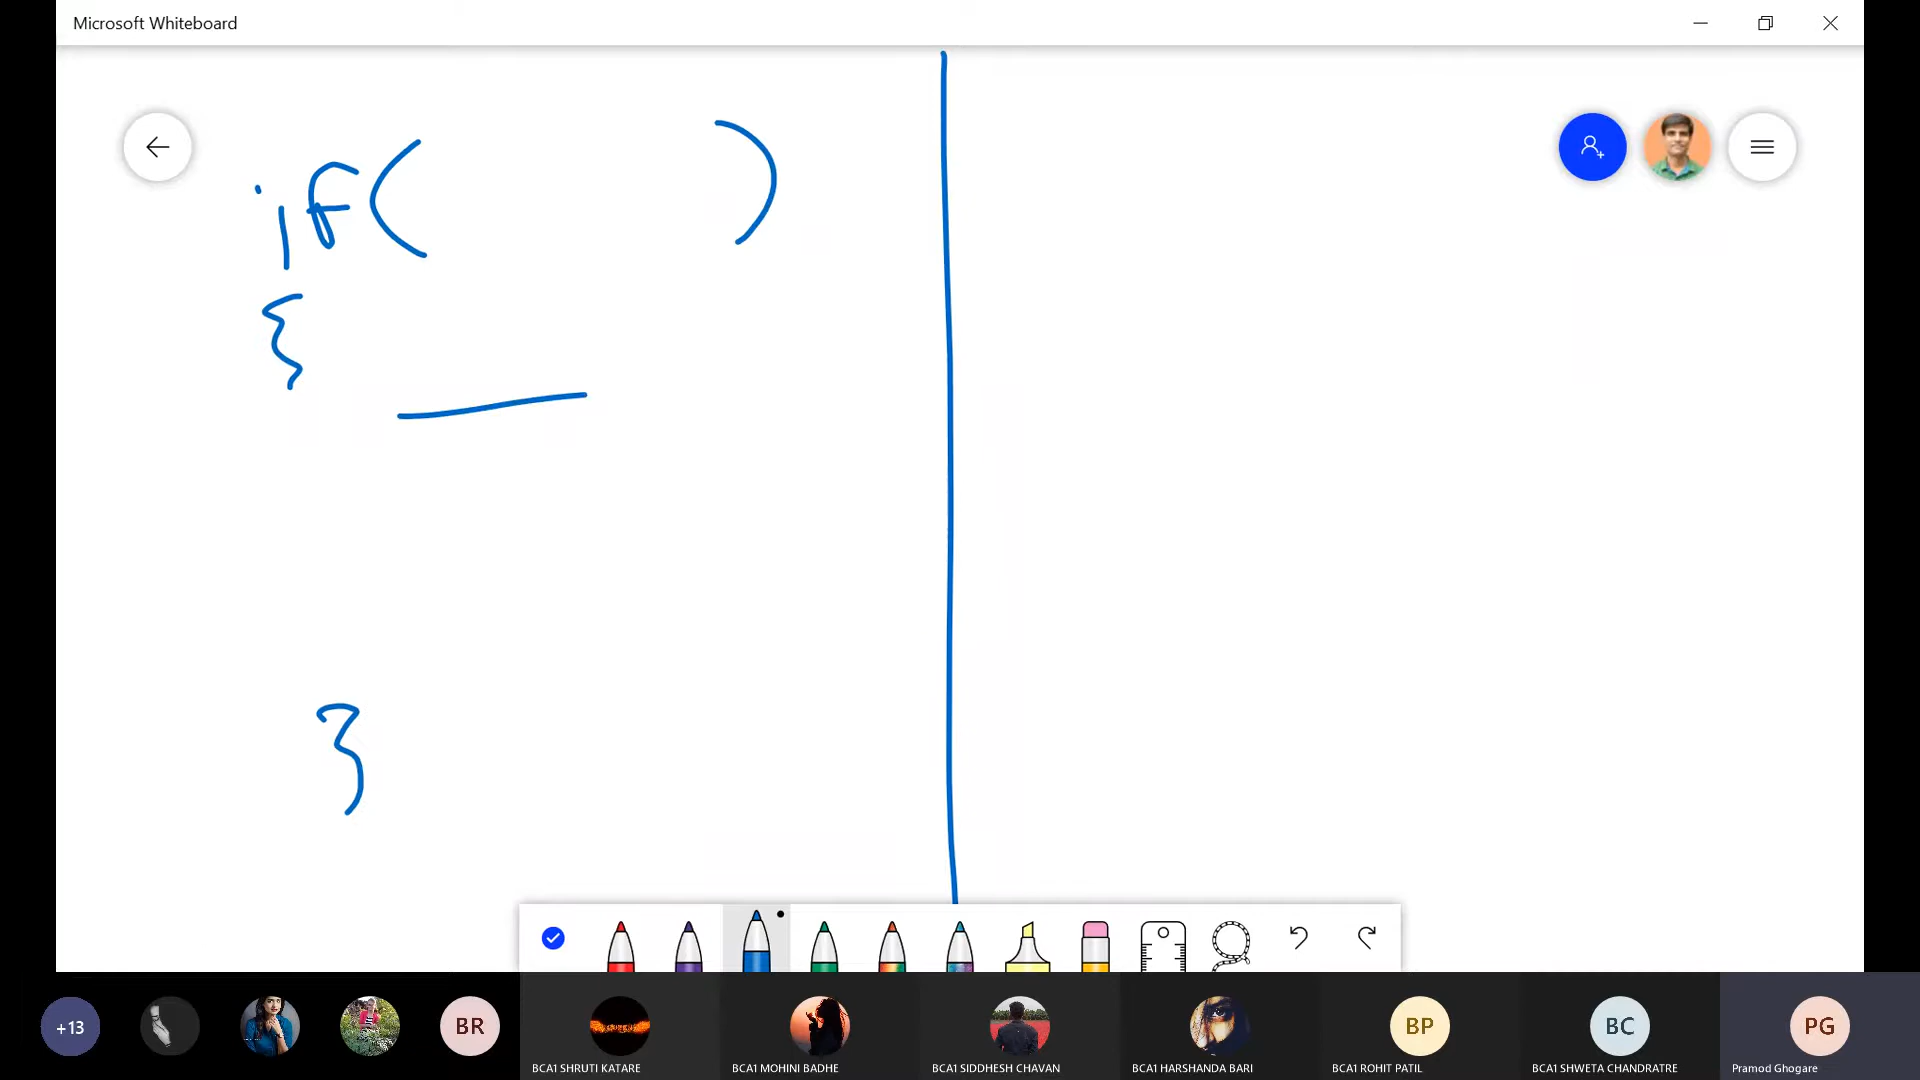 Microsoft Whiteboard
if( )
{
}
+13
BR
BP
BC
PG
BCA1 SHRUTI KATARE
BCA1 MOHINI BADHE
BCA1 SIDDHESH CHAVAN
BCA1 HARSHANDA BARI
BCA1 ROHIT PATIL
BCA1 SHWETA CHANDRATRE
Pramod Ghogare